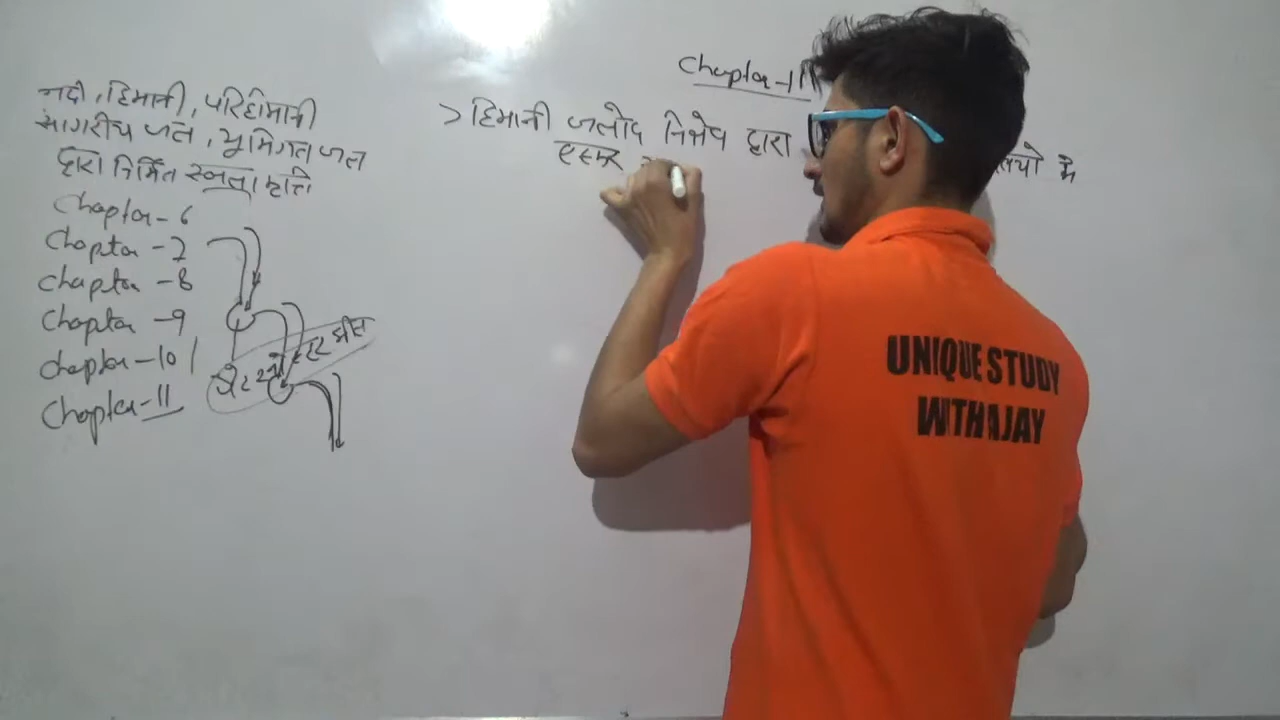 नदी, हिमानी, परिहीमानी
सागरीय जल, भूमिगत जल
द्वारा निर्मित स्थलाकृति
Chapter-6
Chapter-7
Chapter-8
Chapter-9
Chapter-10
Chapter-11
Chapter-11
> हिमानी जलोढ निक्षेप द्वारा
में
एस्कर
UNIQUE STUDY
WITH AJAY